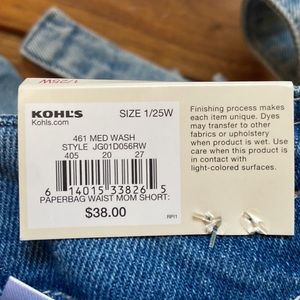 KOHL'S SIZE 1/25W
Kohls.com
461 MED WASH
STYLE JG01D056RW
405 20 27
6 14015 33826 5
PAPERBAG WAIST MOM SHORT:
$38.00
RPI1
Finishing process makes
each item unique. Dyes
may transfer to other
fabrics or upholstery
when product is wet. Use
care when this product is
in contact with
light-colored surfaces.